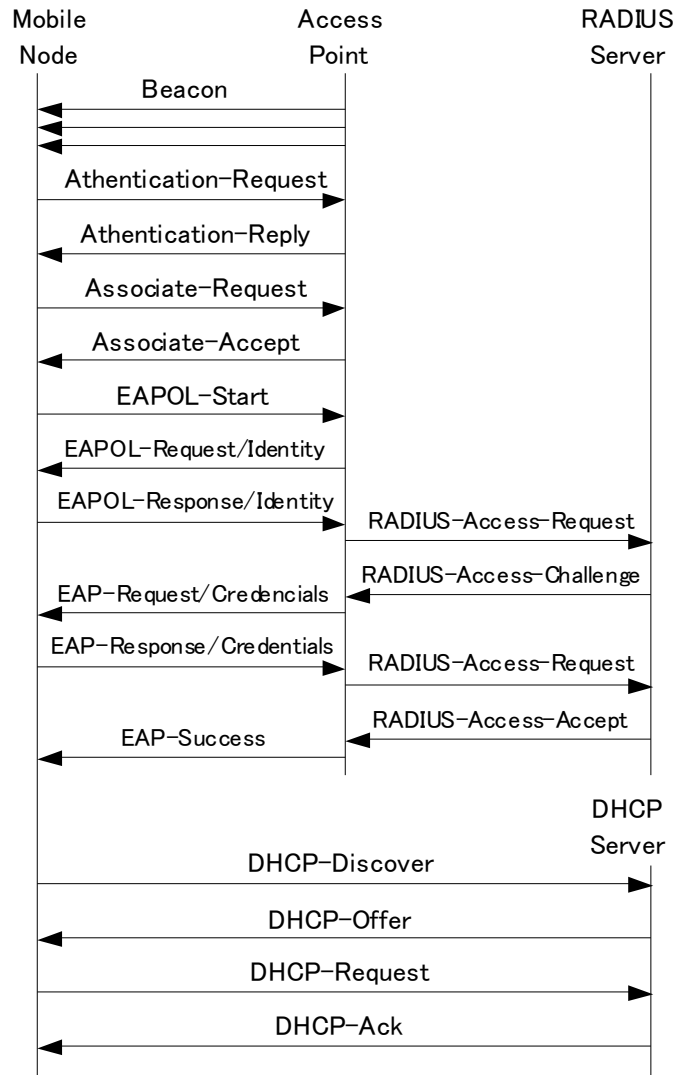 Mobile
Node
Access
Point
RADIUS
Server
Beacon
Athentication-Request
Athentication-Reply
Associate-Request
Associate-Accept
EAPOL-Start
EAPOL-Request/Identity
EAPOL-Response/Identity
RADIUS-Access-Request
RADIUS-Access-Challenge
EAP-Request/Credencials
EAP-Response/Credentials
RADIUS-Access-Request
RADIUS-Access-Accept
EAP-Success
DHCP
Server
DHCP-Discover
DHCP-Offer
DHCP-Request
DHCP-Ack